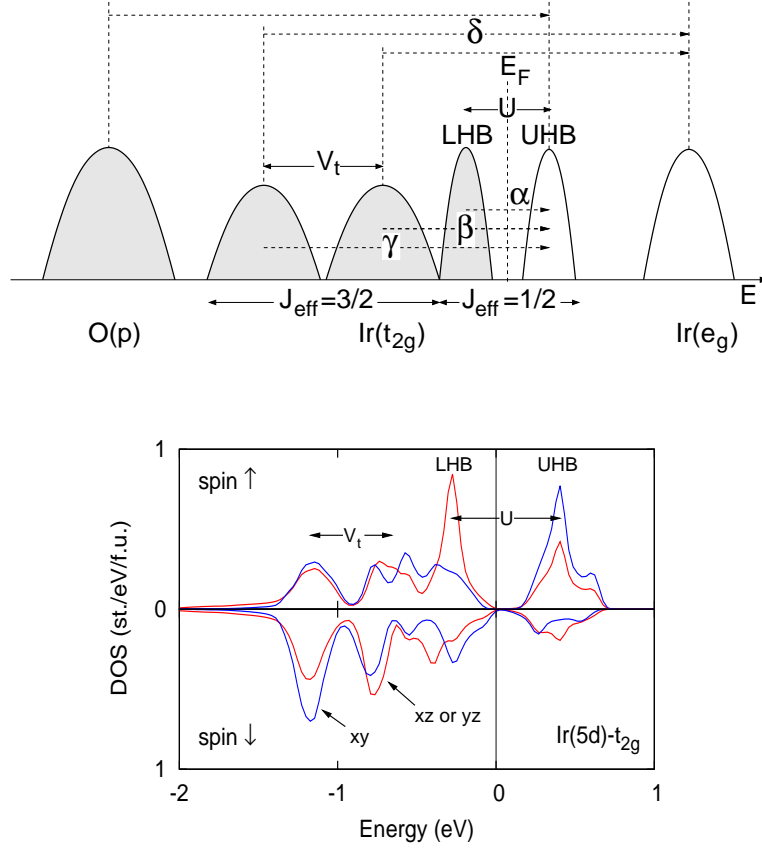 δ
E_F
U
LHB UHB
V_t
α
β
γ
E
J_eff=3/2 J_eff=1/2
O(p) Ir(t_2g) Ir(e_g)
1
LHB UHB
spin ↑
V_t U
0
DOS (st./eV/f.u.)
xz or yz
xy
spin ↓ Ir(5d)-t_2g
1
-2 -1 0 1
Energy (eV)